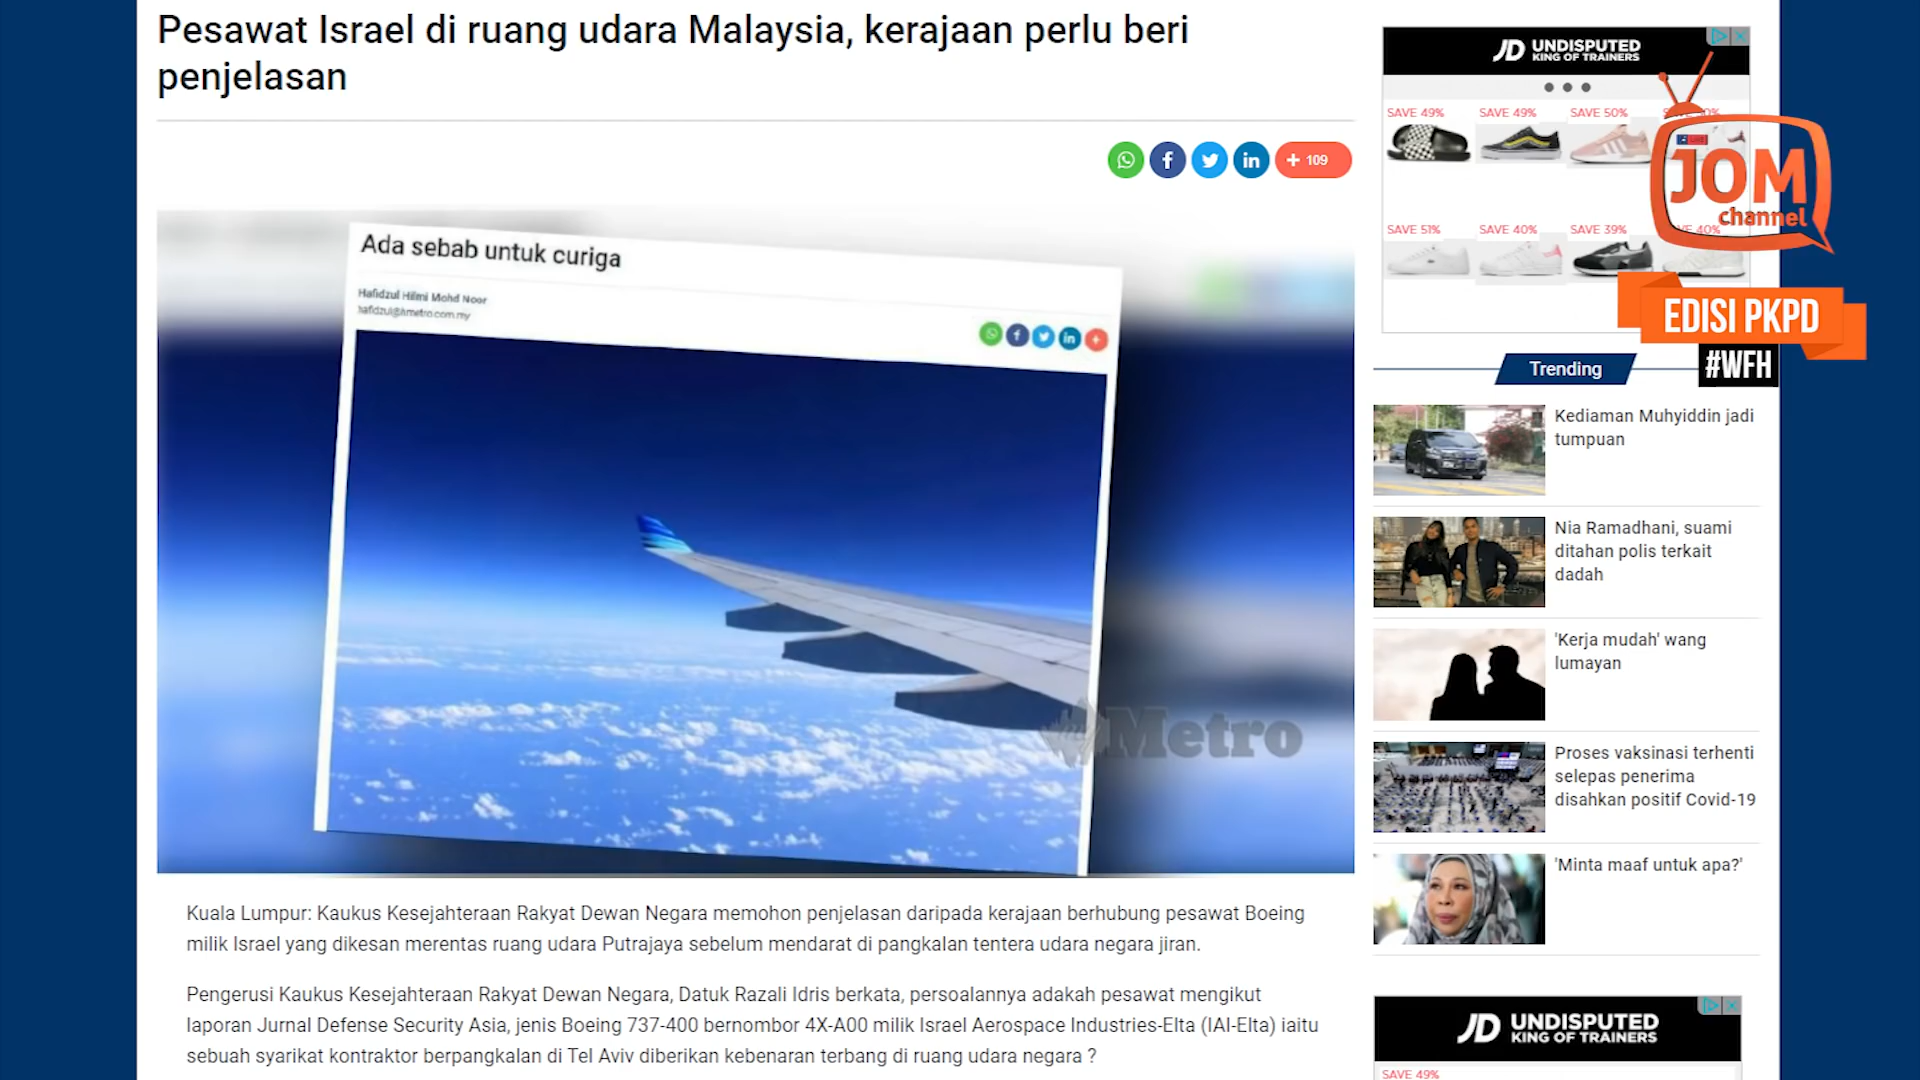 Pesawat Israel di ruang udara Malaysia, kerajaan perlu beri
penjelasan
+ 109
Ada sebab untuk curiga
Hafidzul Hilmi Mohd Noor
hafidzul@hmetro.com.my
Metro
Kuala Lumpur: Kaukus Kesejahteraan Rakyat Dewan Negara memohon penjelasan daripada kerajaan berhubung pesawat Boeing
milik Israel yang dikesan merentas ruang udara Putrajaya sebelum mendarat di pangkalan tentera udara negara jiran.
Pengerusi Kaukus Kesejahteraan Rakyat Dewan Negara, Datuk Razali Idris berkata, persoalannya adakah pesawat mengikut
laporan Jurnal Defense Security Asia, jenis Boeing 737-400 bernombor 4X-A00 milik Israel Aerospace Industries-Elta (IAI-Elta) iaitu
sebuah syarikat kontraktor berpangkalan di Tel Aviv diberikan kebenaran terbang di ruang udara negara ?
JD UNDISPUTED
KING OF TRAINERS
SAVE 49%
SAVE 49%
SAVE 50%
SAVE 51%
SAVE 40%
SAVE 39%
40%
JOM
channel
EDISI PKPD
#WFH
Trending
Kediaman Muhyiddin jadi
tumpuan
Nia Ramadhani, suami
ditahan polis terkait
dadah
'Kerja mudah' wang
lumayan
Proses vaksinasi terhenti
selepas penerima
disahkan positif Covid-19
'Minta maaf untuk apa?'
JD UNDISPUTED
KING OF TRAINERS
SAVE 49%